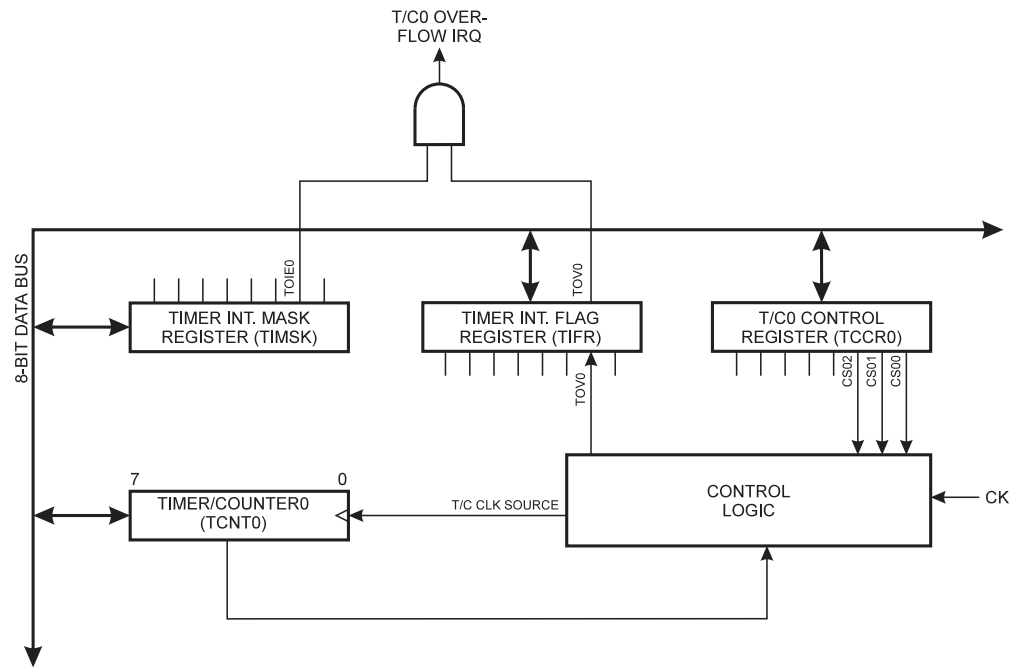 T/C0 OVER-
FLOW IRQ
8-BIT DATA BUS
TOIE0
TOV0
TIMER INT. MASK
REGISTER (TIMSK)
TIMER INT. FLAG
REGISTER (TIFR)
T/C0 CONTROL
REGISTER (TCCR0)
TOV0
CS02
CS01
CS00
7
0
TIMER/COUNTER0
(TCNT0)
T/C CLK SOURCE
CONTROL
LOGIC
CK